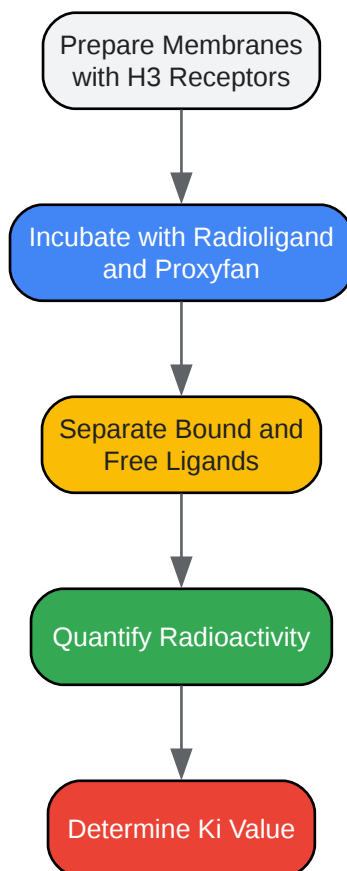 Prepare Membranes
with H3 Receptors
Incubate with Radioligand
and Proxyfan
Separate Bound and
Free Ligands
Quantify Radioactivity
Determine Ki Value